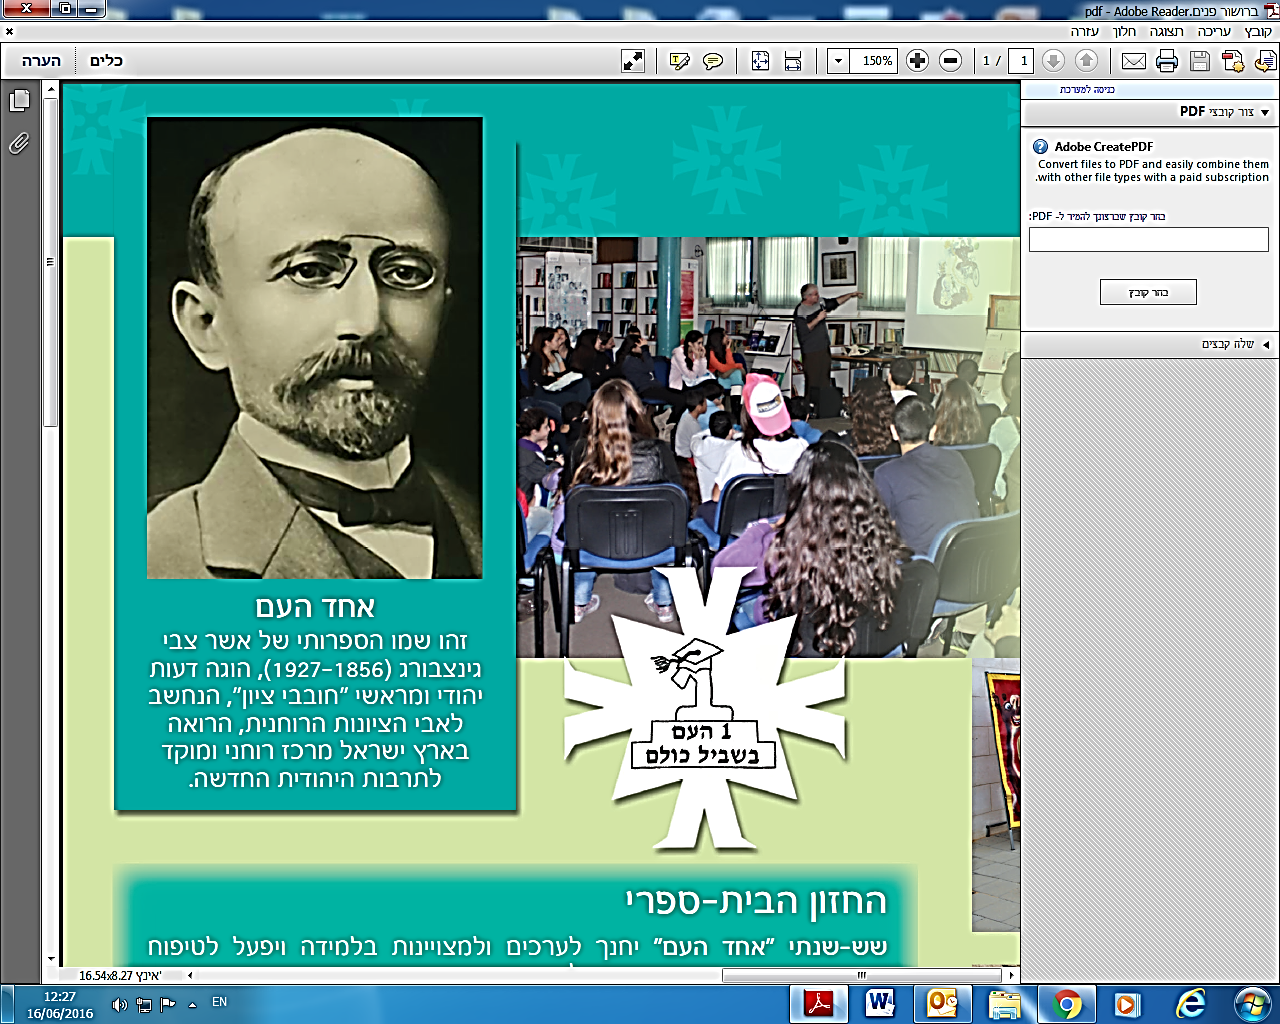 ברושור פנים.pdf - Adobe Reader
קובץ עריכה תצוגה חלון עזרה
הערה
כלים
150%
1 / 1
כניסה למערכת
צור קובצי PDF
Adobe CreatePDF
Convert files to PDF and easily combine them
with other file types with a paid subscription.
בחר קובץ שברצונך להמיר ל- PDF:
בחר קובץ
שלח קבצים
אחד העם
זהו שמו הספרותי של אשר צבי
גינצבורג (1927-1856), הוגה דעות
יהודי ומראשי "חובבי ציון", הנחשב
לאבי הציונות הרוחנית, הרואה
בארץ ישראל מרכז רוחני ומוקד
לתרבות היהודית החדשה.
1 העם
בשביל כולם
החזון הבית-ספרי
שש-שנתי "אחד העם" יחנך לערכים ולמצויינות בלמידה ויפעל לטיפוח
16.54x8.27 אינץ'
EN
12:27
16/06/2016